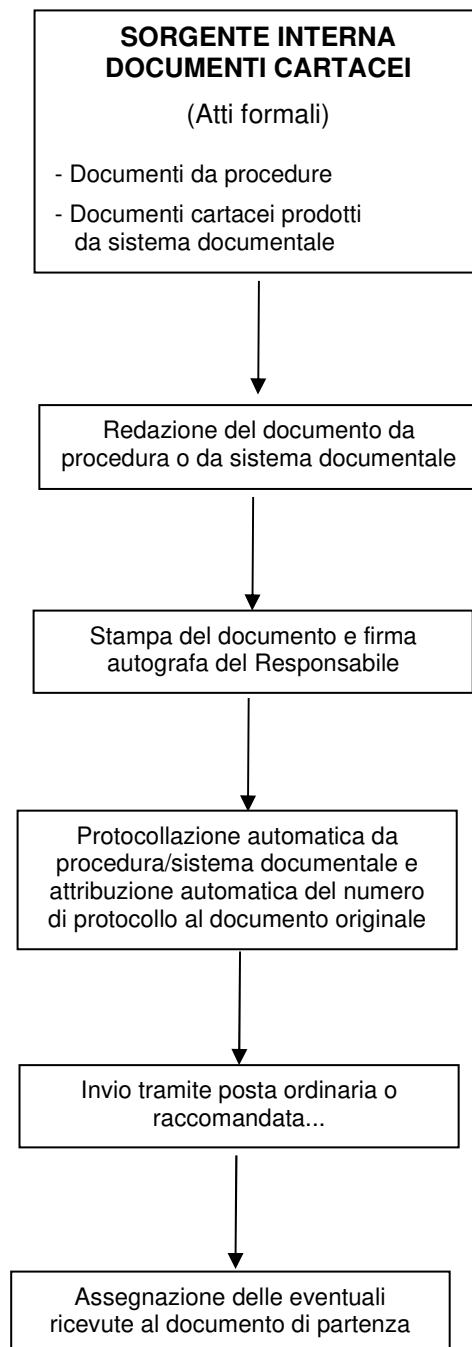 SORGENTE INTERNA
DOCUMENTI CARTACEI
(Atti formali)
- Documenti da procedure
- Documenti cartacei prodotti
da sistema documentale
Redazione del documento da
procedura o da sistema documentale
Stampa del documento e firma
autografa del Responsabile
Protocollazione automatica da
procedura/sistema documentale e
attribuzione automatica del numero
di protocollo al documento originale
Invio tramite posta ordinaria o
raccomandata...
Assegnazione delle eventuali
ricevute al documento di partenza